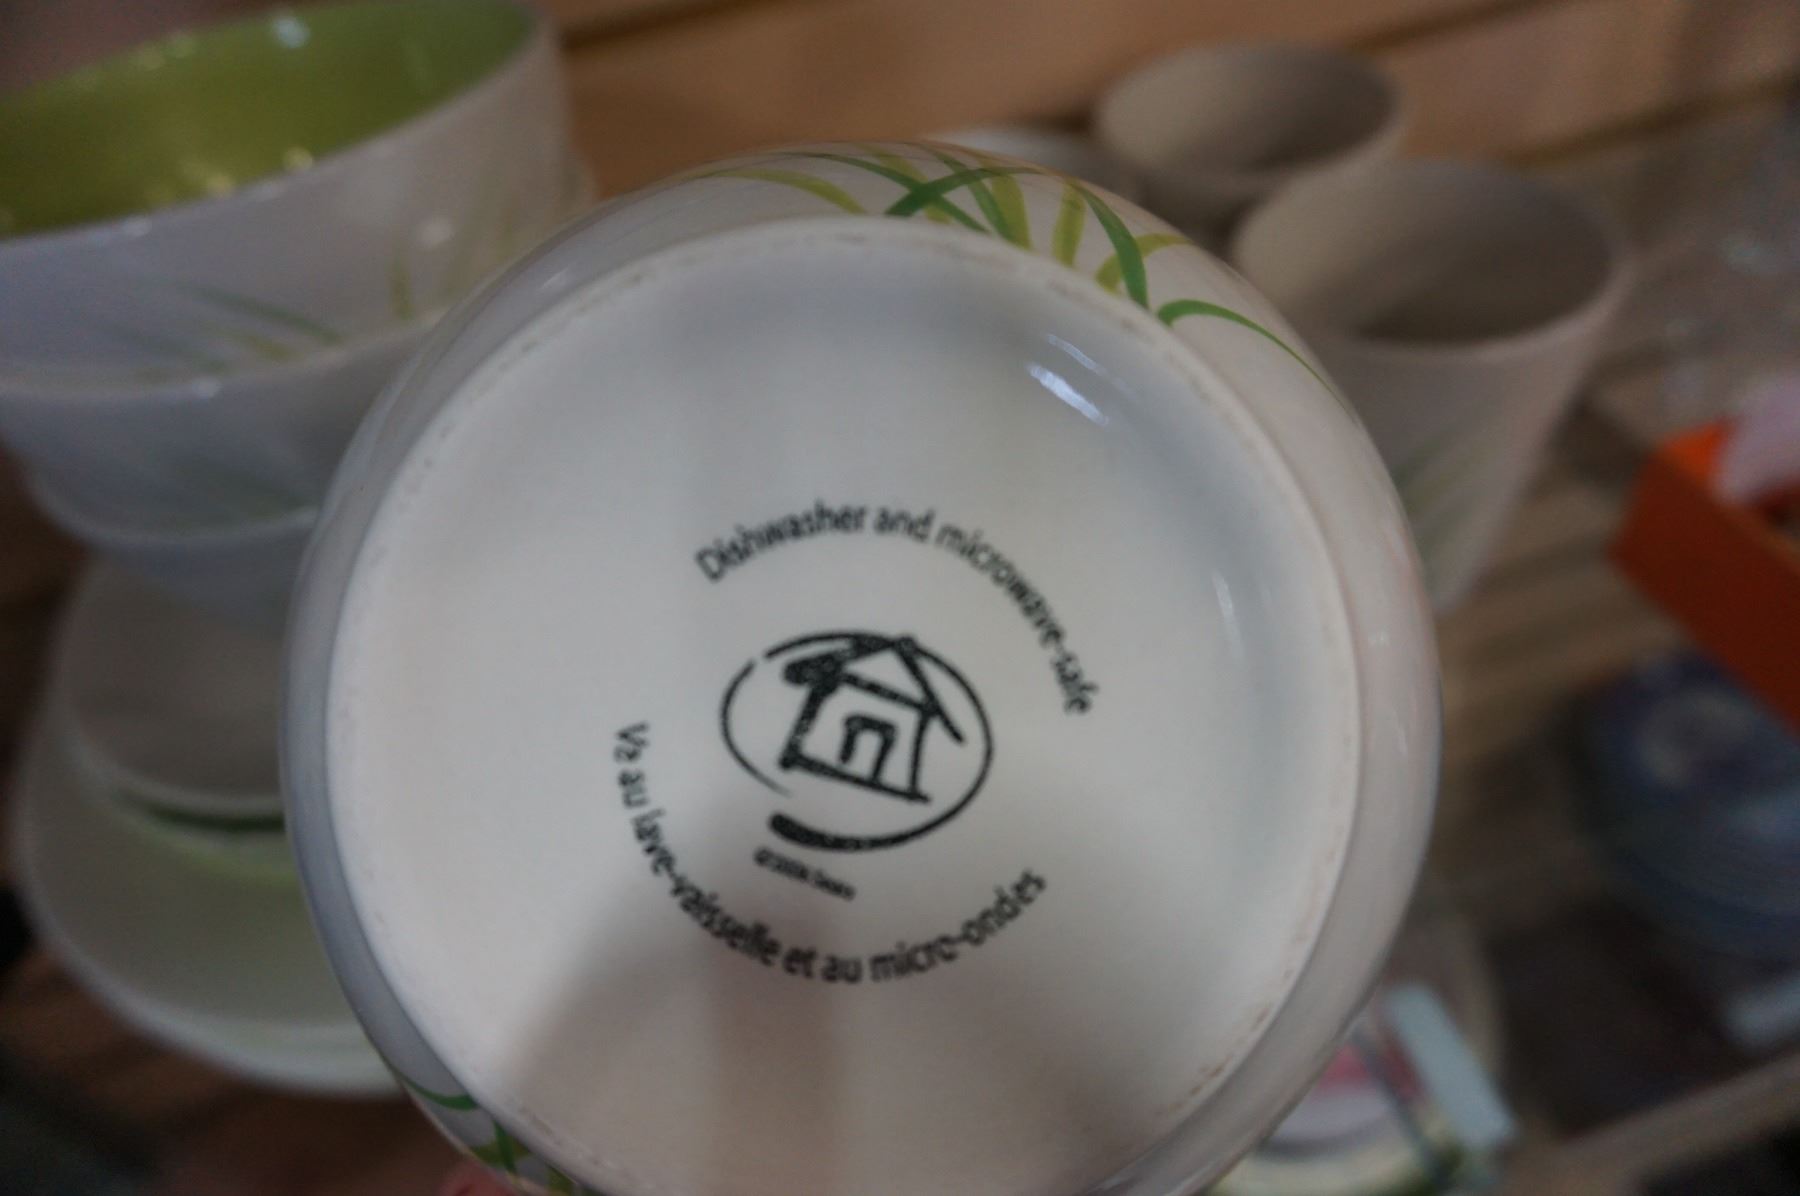 Dishwasher and microwave-safe
Va au lave-vaisselle et au micro-ondes